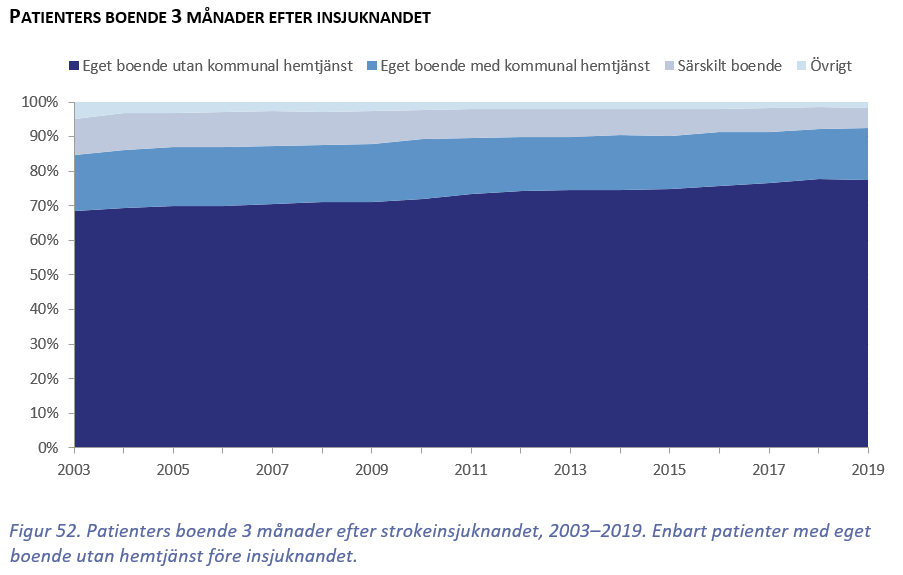 PATIENTERS BOENDE 3 MÅNADER EFTER INSJUKNANDET
Eget boende utan kommunal hemtjänst Eget boende med kommunal hemtjänst Särskilt boende Övrigt
100%
90%
80%
70%
60%
50%
40%
30%
20%
10%
0%
2003 2005 2007 2009 2011 2013 2015 2017 2019
Figur 52. Patienters boende 3 månader efter strokeinsjuknandet, 2003–2019. Enbart patienter med eget
boende utan hemtjänst före insjuknandet.